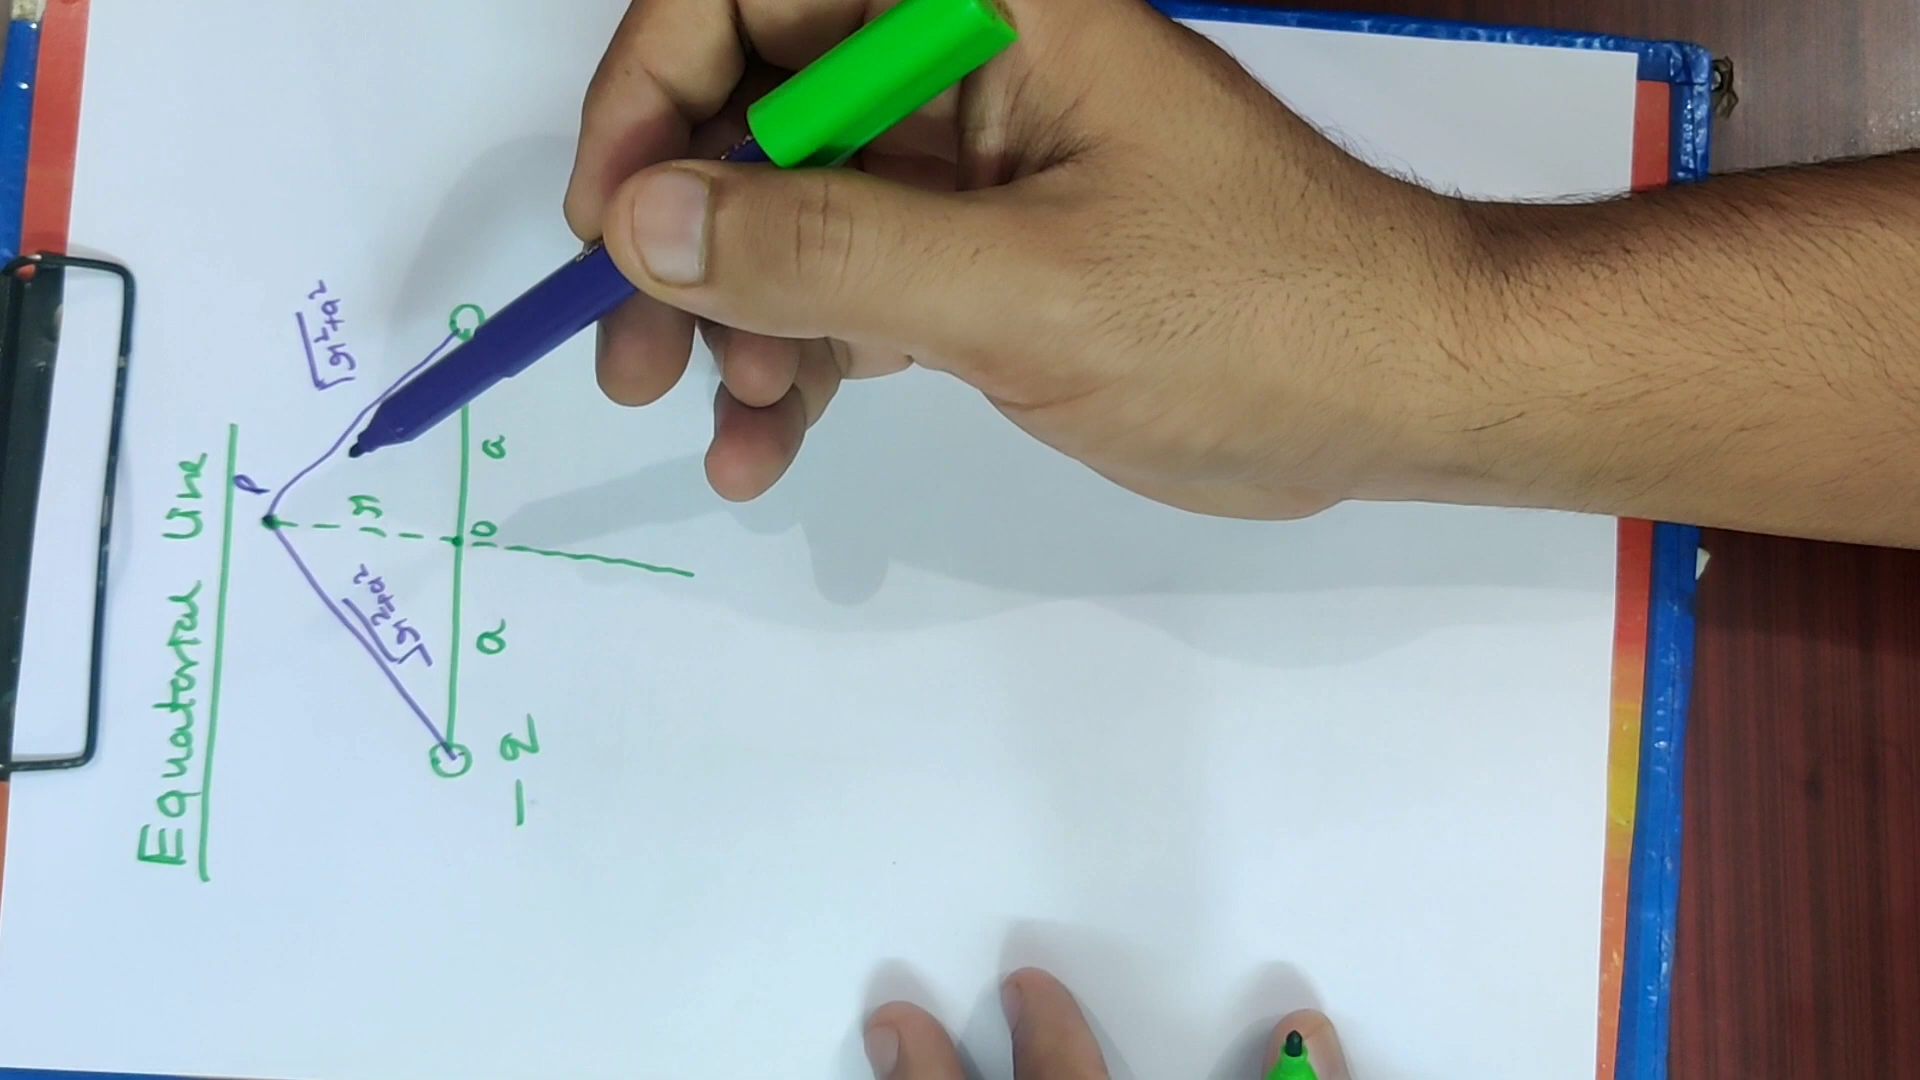 Equatorial Line
P
√r²+a²
r
√r²+a²
a
O
a
-q